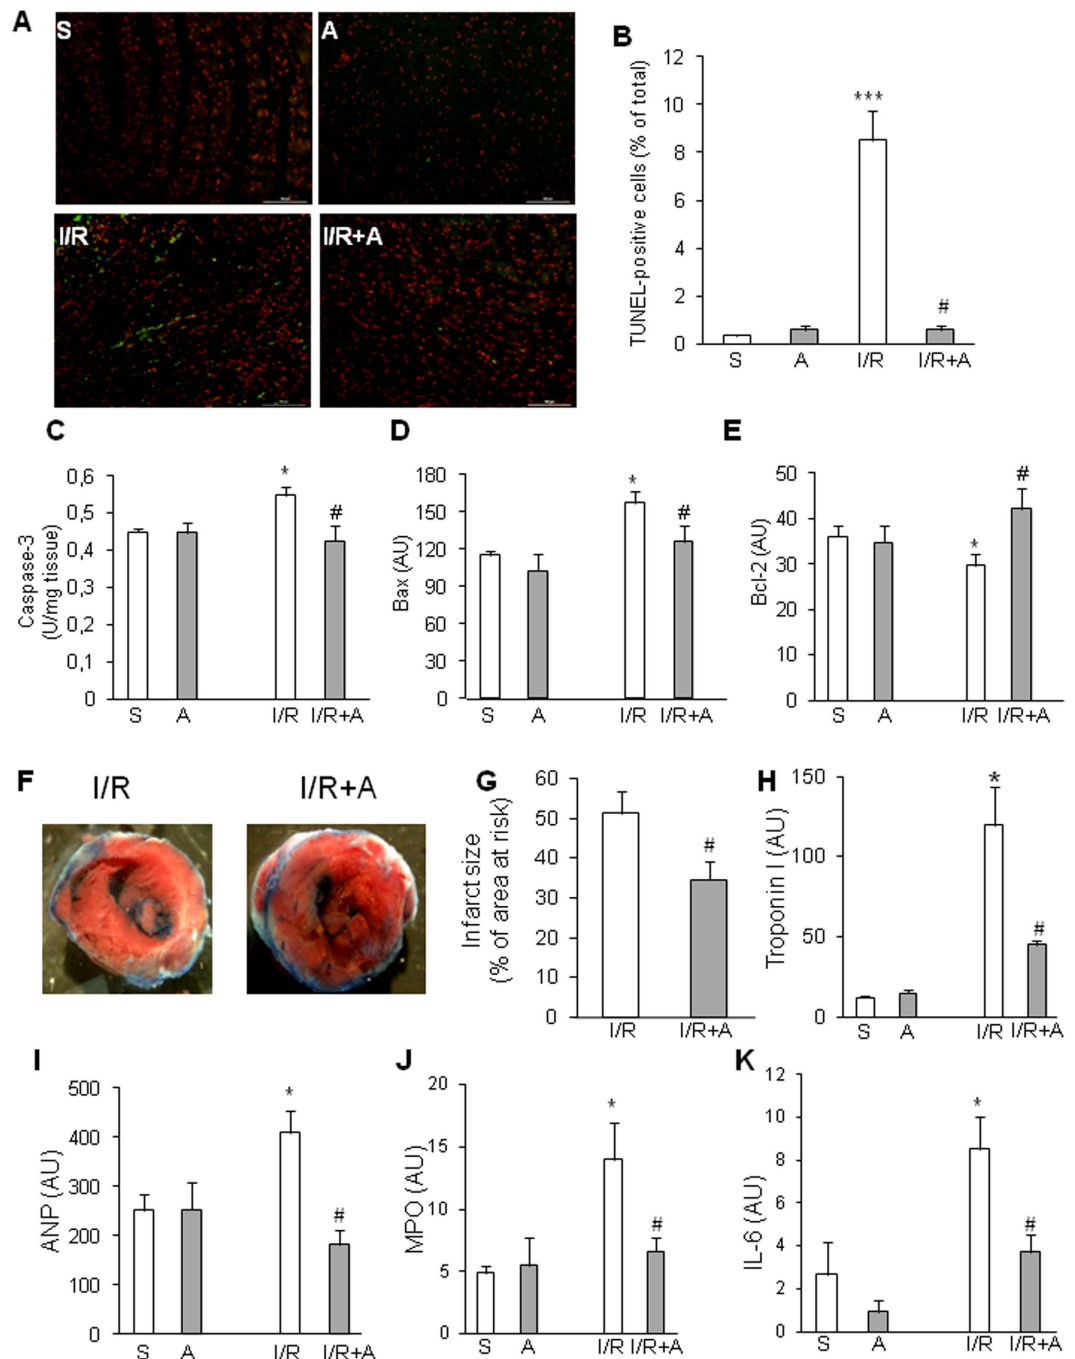 A
S
A
I/R
I/R+A
B
TUNEL-positive cells (% of total)
12
10
8
6
4
2
0
***
#
S A I/R I/R+A
C
Caspase-3
(U/mg tissue)
0,6
0,5
0,4
0,3
0,2
0,1
0
*
#
S A I/R I/R+A
D
Bax (AU)
180
150
120
90
60
30
0
*
#
S A I/R I/R+A
E
Bcl-2 (AU)
50
40
30
20
10
0
*
#
S A I/R I/R+A
F
I/R
I/R+A
G
Infarct size
(% of area at risk)
60
50
40
30
20
10
0
#
I/R I/R+A
H
Troponin I (AU)
150
100
50
0
*
#
S A I/R I/R+A
I
ANP (AU)
500
400
300
200
100
0
*
#
S A I/R I/R+A
J
MPO (AU)
20
15
10
5
0
*
#
S A I/R I/R+A
K
IL-6 (AU)
12
10
8
6
4
2
0
*
#
S A I/R I/R+A